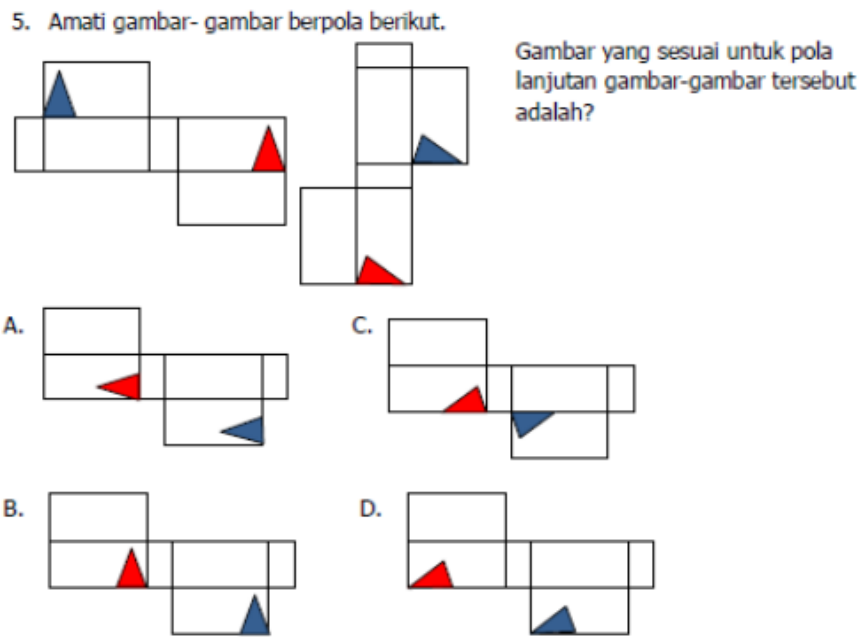 5. Amati gambar- gambar berpola berikut.
Gambar yang sesuai untuk pola
lanjutan gambar-gambar tersebut
adalah?
A.
C.
B.
D.